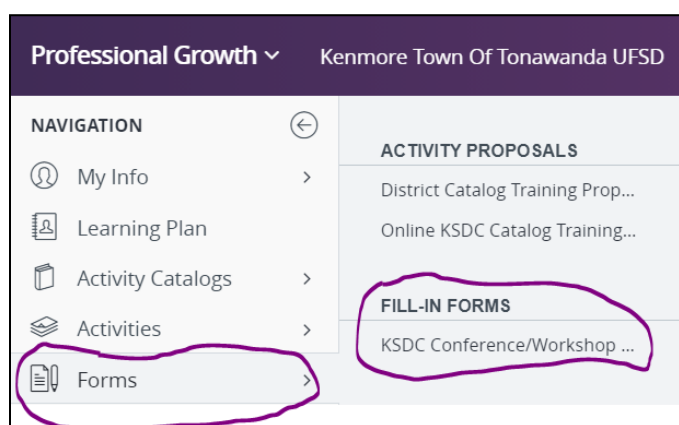 Professional Growth Kenmore Town Of Tonawanda UFSD
NAVIGATION
My Info
Learning Plan
Activity Catalogs
Activities
Forms
ACTIVITY PROPOSALS
District Catalog Training Prop...
Online KSDC Catalog Training...
FILL-IN FORMS
KSDC Conference/Workshop ...